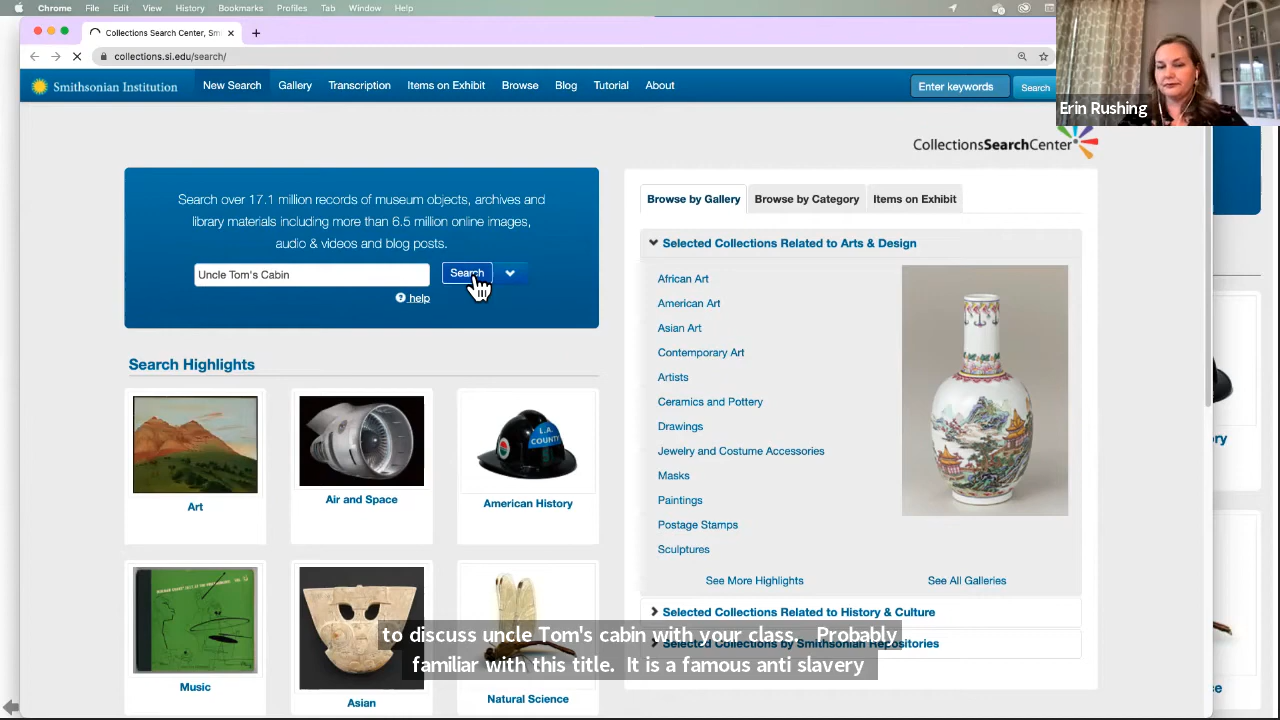 Chrome File Edit View History Bookmarks Profiles Tab Window Help
Collections Search Center, Sm
collections.si.edu/search/
Smithsonian Institution New Search Gallery Transcription Items on Exhibit Browse Blog Tutorial About Enter keywords Search
Erin Rushing
CollectionsSearchCenter
Search over 17.1 million records of museum objects, archives and
library materials including more than 6.5 million online images,
audio & videos and blog posts.
Uncle Tom's Cabin Search
help
Search Highlights
L.A.
COUNTY
Art
Air and Space
American History
Music
Asian
Natural Science
Browse by Gallery Browse by Category Items on Exhibit
Selected Collections Related to Arts & Design
African Art
American Art
Asian Art
Contemporary Art
Artists
Ceramics and Pottery
Drawings
Jewelry and Costume Accessories
Masks
Paintings
Postage Stamps
Sculptures
See More Highlights See All Galleries
Selected Collections Related to History & Culture
Selected Collections by Smithsonian Repositories
to discuss uncle Tom's cabin with your class. Probably
familiar with this title. It is a famous anti slavery